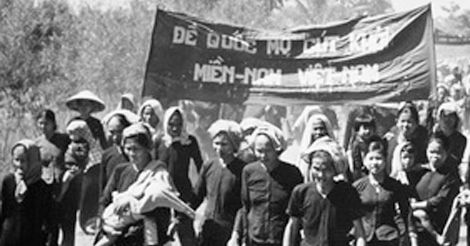 ĐẾ QUỐC MỸ CÚT KHỎI
MIỀN-NAM VIỆT-NAM